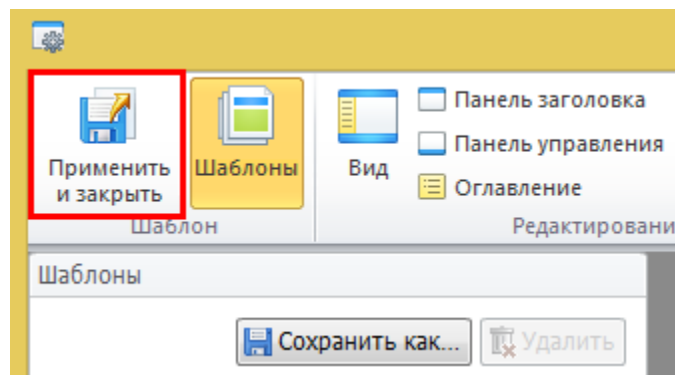 Применить
и закрыть
Шаблоны
Вид
Панель заголовка
Панель управления
Оглавление
Шаблон
Редактировани
Шаблоны
Сохранить как...
Удалить